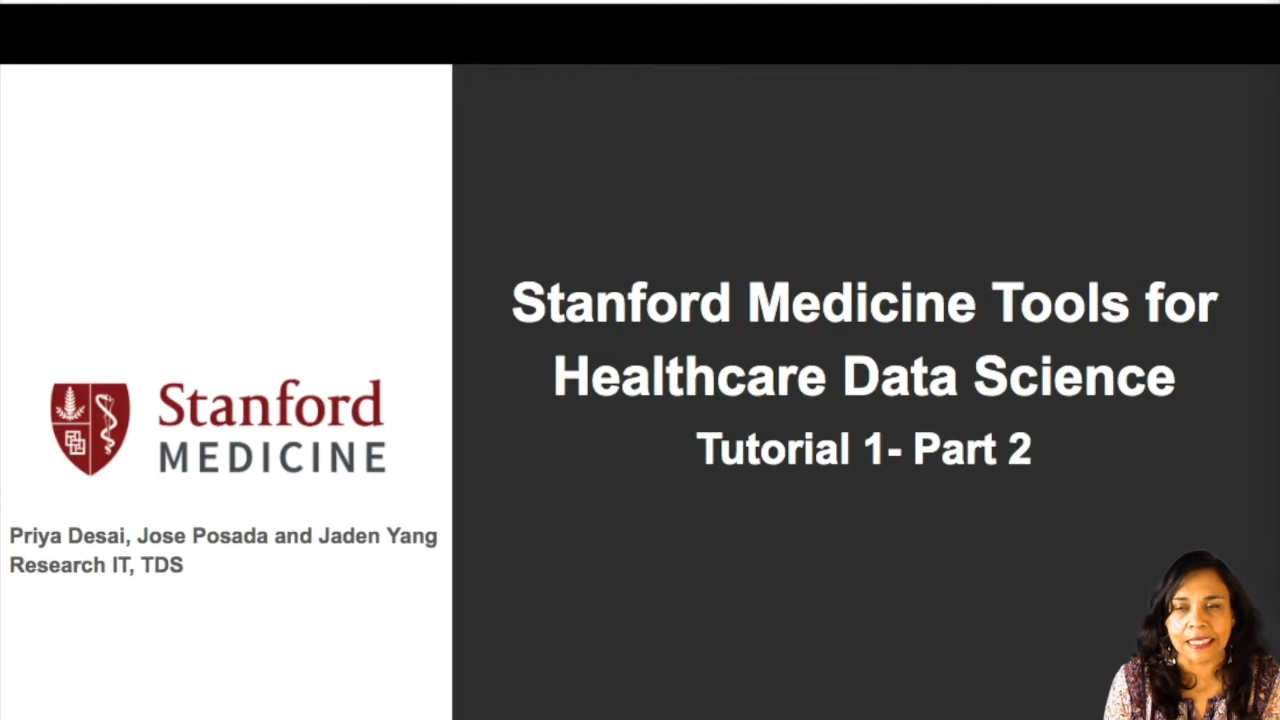 Stanford
MEDICINE
Priya Desai, Jose Posada and Jaden Yang
Research IT, TDS
Stanford Medicine Tools for
Healthcare Data Science
Tutorial 1- Part 2